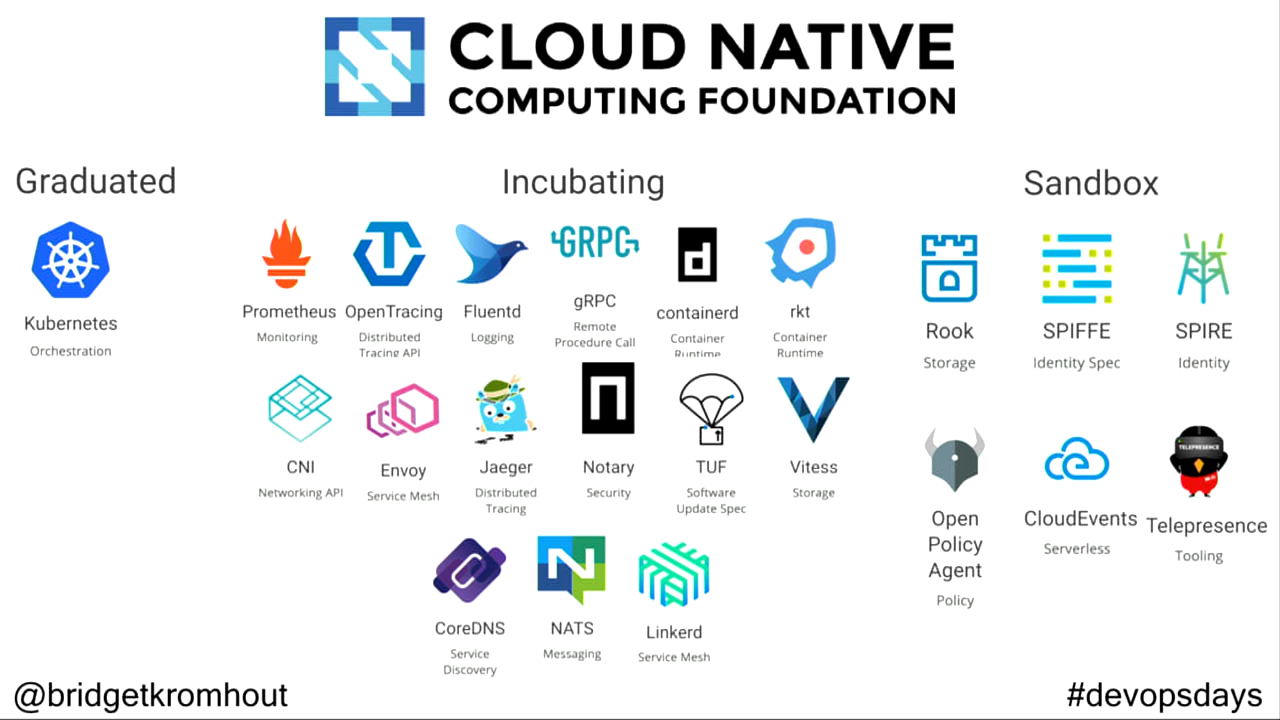 CLOUD NATIVE
COMPUTING FOUNDATION
Graduated
Kubernetes
Orchestration
Incubating
Prometheus
Monitoring
OpenTracing
Distributed
Tracing API
Fluentd
Logging
GRPC
gRPC
Remote
Procedure Call
d
containerd
Container
Runtime
rkt
Container
Runtime
CNI
Networking API
Envoy
Service Mesh
Jaeger
Distributed
Tracing
Notary
Security
TUF
Software
Update Spec
Vitess
Storage
CoreDNS
Service
Discovery
N
NATS
Messaging
Linkerd
Service Mesh
Sandbox
Rook
Storage
SPIFFE
Identity Spec
SPIRE
Identity
Open
Policy
Agent
Policy
CloudEvents
Serverless
TELEPRESENCE
Telepresence
Tooling
@bridgetkromhout
#devopsdays